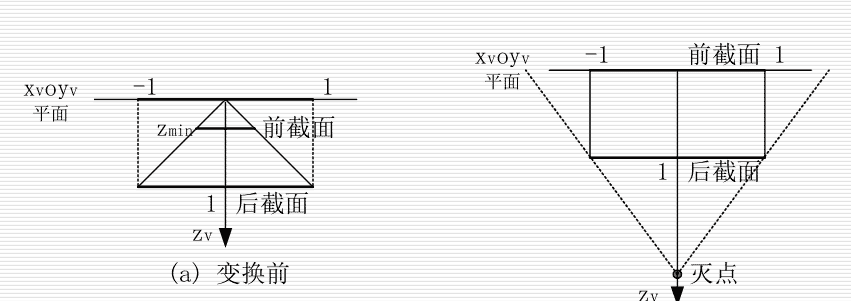 xvoyv
平面
-1
1
zmin
前截面
1
后截面
zv
(a) 变换前
xvoyv
平面
-1
前截面
1
1
后截面
灭点
zv